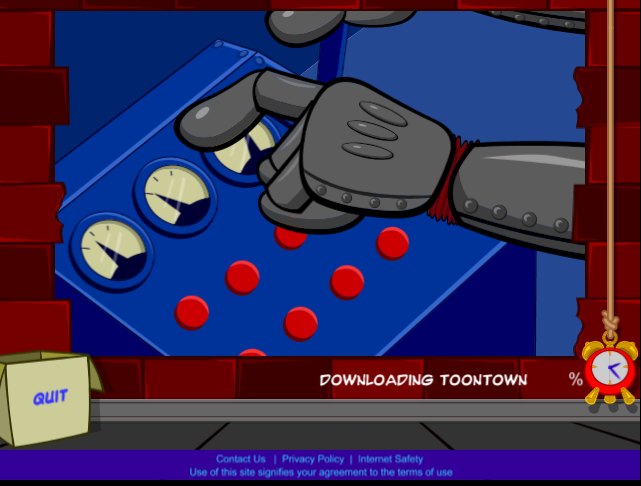 DOWNLOADING TOONTOWN %
QUIT
Contact Us | Privacy Policy | Internet Safety
Use of this site signifies your agreement to the terms of use